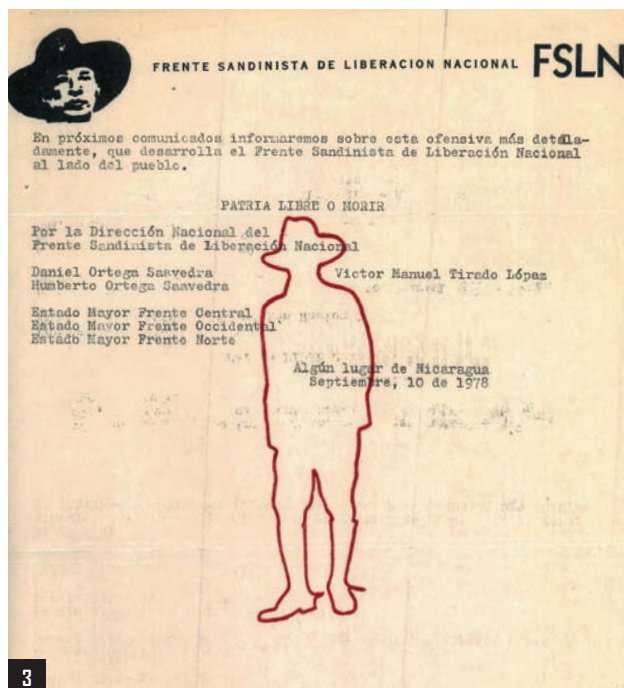 FRENTE SANDINISTA DE LIBERACION NACIONAL FSLN
En próximos comunicados informaremos sobre esta ofensiva más detalla-
damente, que desarrolla el Frente Sandinista de Liberación Nacional
al lado del pueblo.
PATRIA LIBRE O MORIR
Por la Dirección Nacional del
Frente Sandinista de Liberación Nacional
Daniel Ortega Saavedra Victor Manuel Tirado López
Humberto Ortega Saavedra
Estado Mayor Frente Central
Estado Mayor Frente Occidental
Estado Mayor Frente Norte
Algún lugar de Nicaragua
Septiembre, 10 de 1978
3